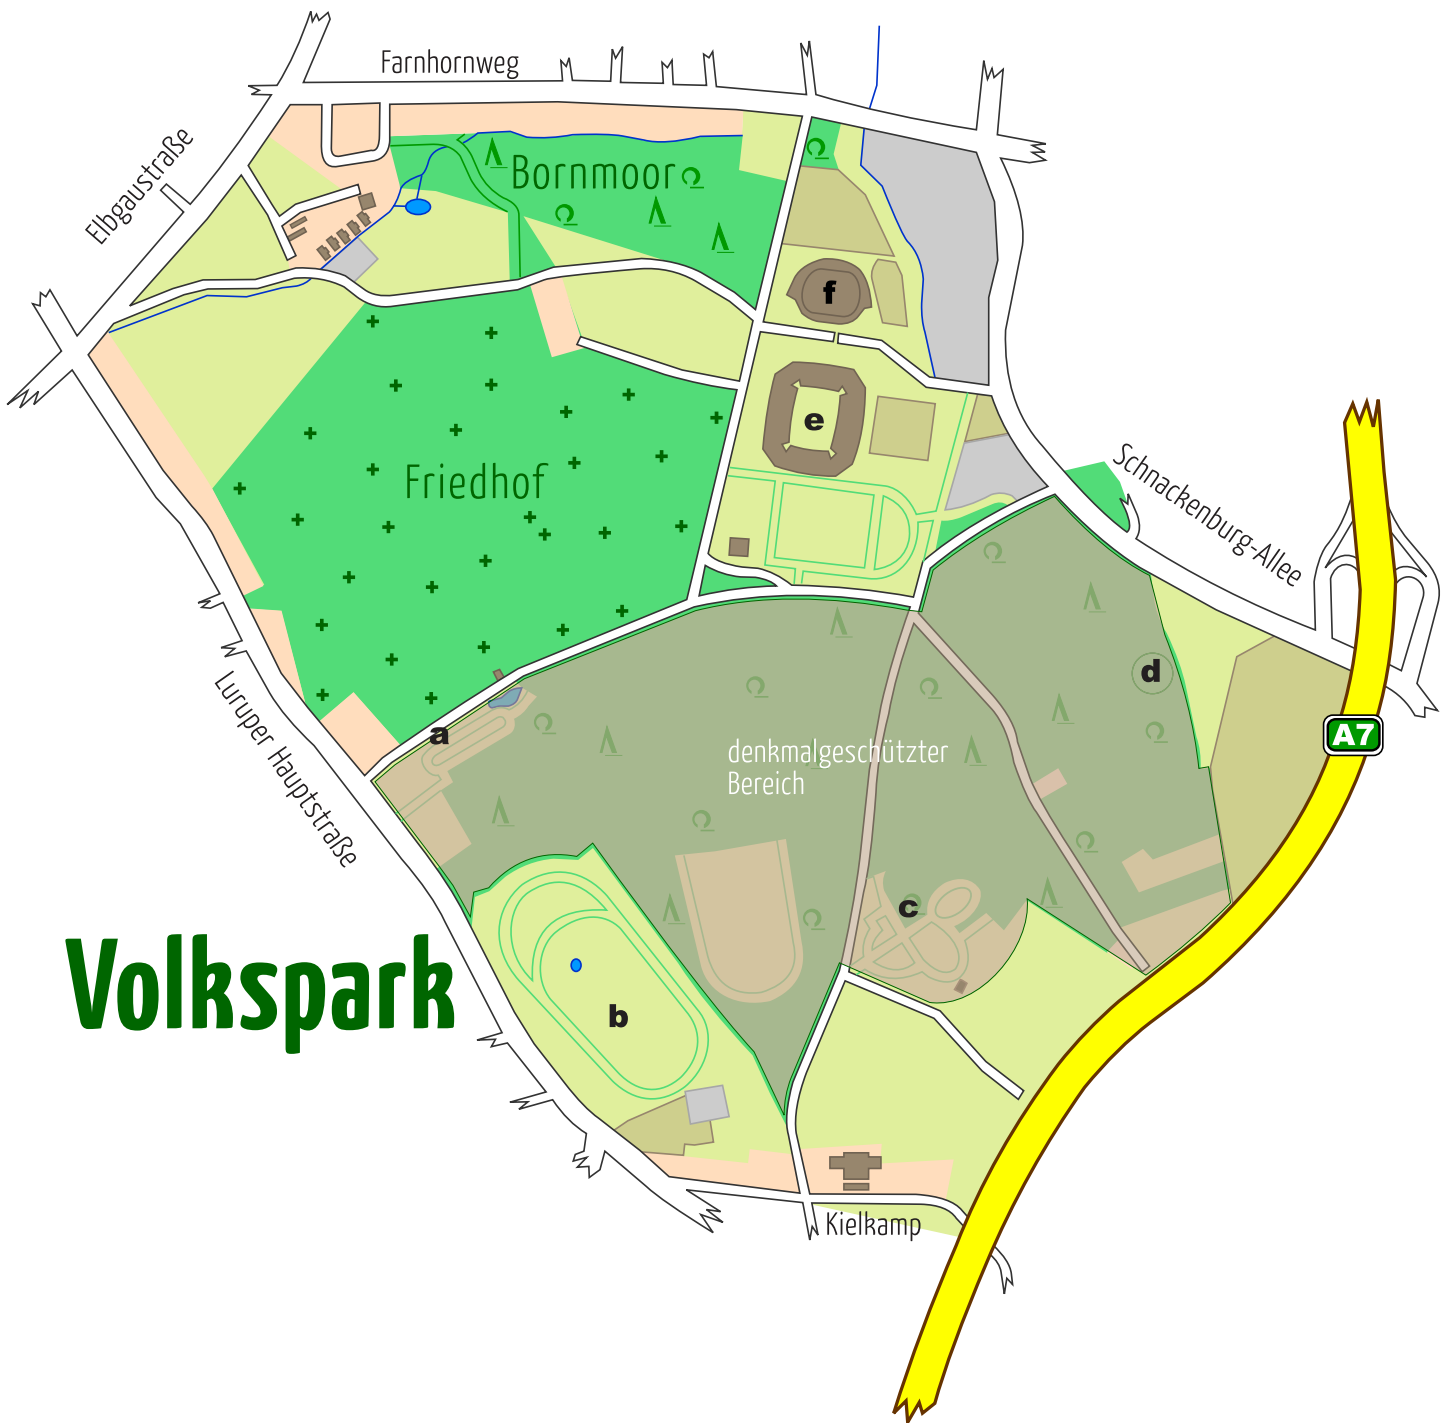 Farnhornweg
Elbgaustraße
Bornmoor
f
e
Friedhof
Schnackenburg-Allee
d
Luruper Hauptstraße
a
A7
denkmalgeschützter
Bereich
c
Volkspark
b
Kielkamp